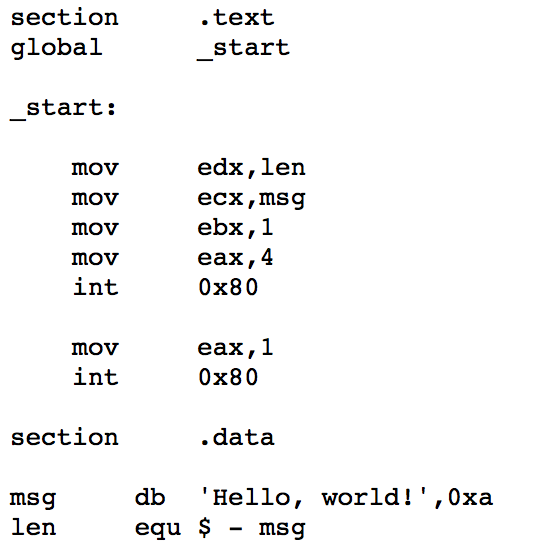 section     .text
global      _start
_start:
    mov     edx,len
    mov     ecx,msg
    mov     ebx,1
    mov     eax,4
    int     0x80
    mov     eax,1
    int     0x80
section     .data
msg     db  'Hello, world!',0xa
len     equ $ - msg